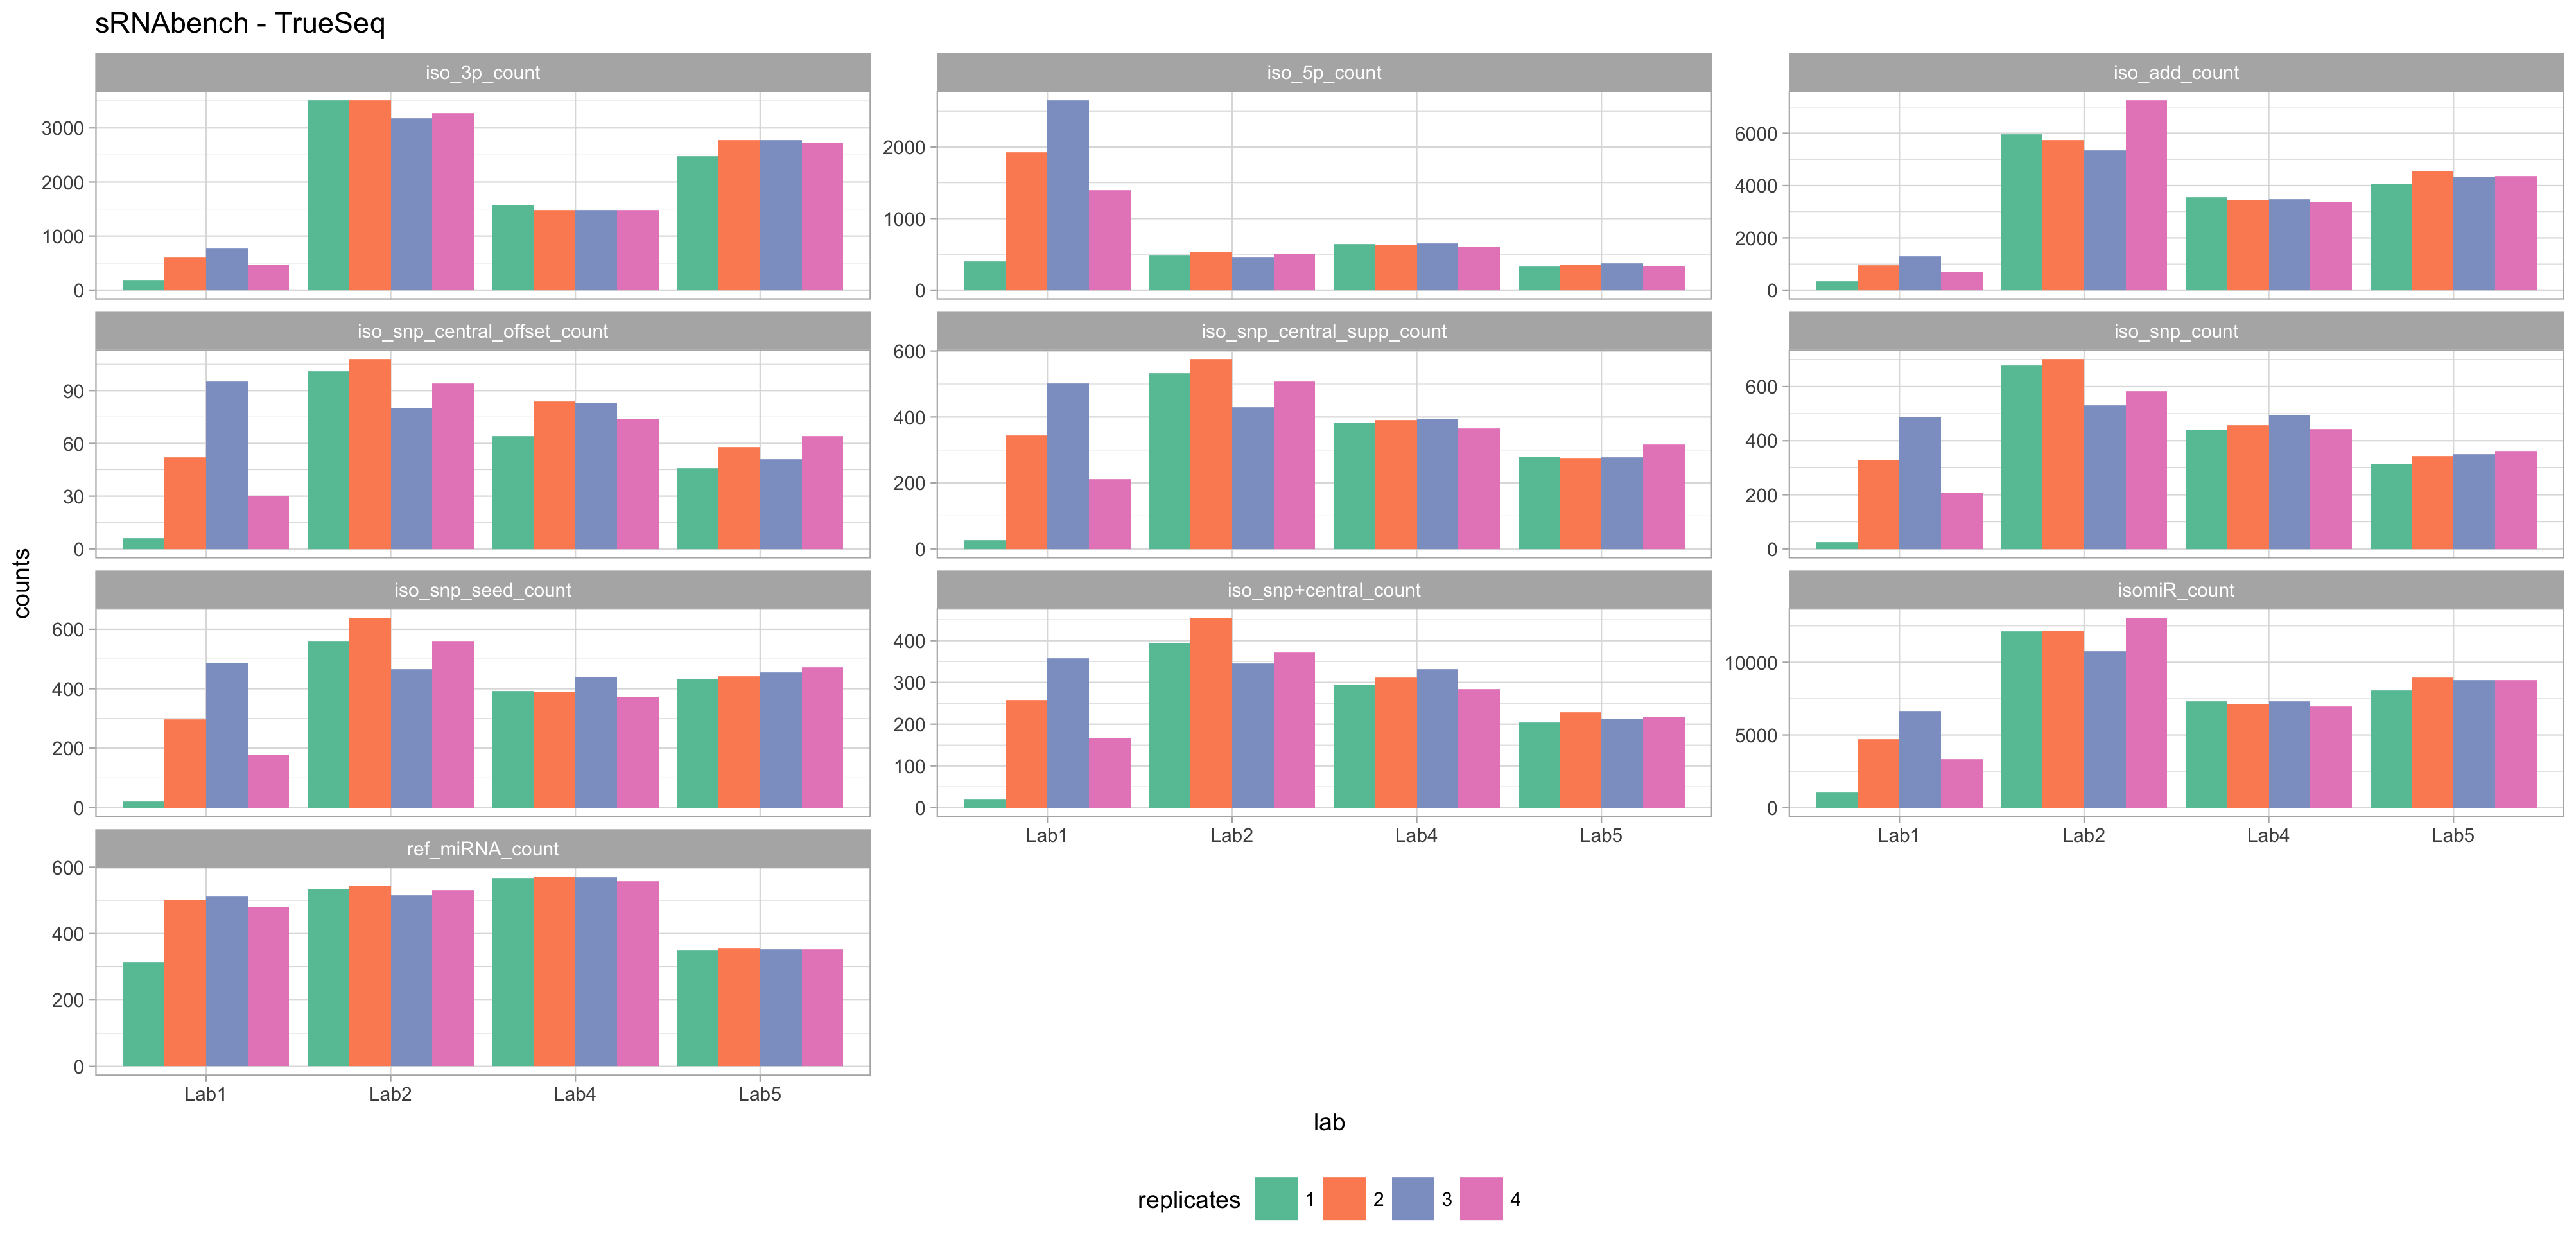 sRNAbench - TrueSeq
iso_3p_count
iso_5p_count
iso_add_count
3000
2000
1000
0
2000
1000
0
6000
4000
2000
0
iso_snp_central_offset_count
iso_snp_central_supp_count
iso_snp_count
90
60
30
0
600
400
200
0
600
400
200
0
counts
iso_snp_seed_count
iso_snp+central_count
isomiR_count
600
400
200
0
400
300
200
100
0
10000
5000
0
Lab1 Lab2 Lab4 Lab5
Lab1 Lab2 Lab4 Lab5
ref_miRNA_count
600
400
200
0
Lab1 Lab2 Lab4 Lab5
lab
replicates 1 2 3 4